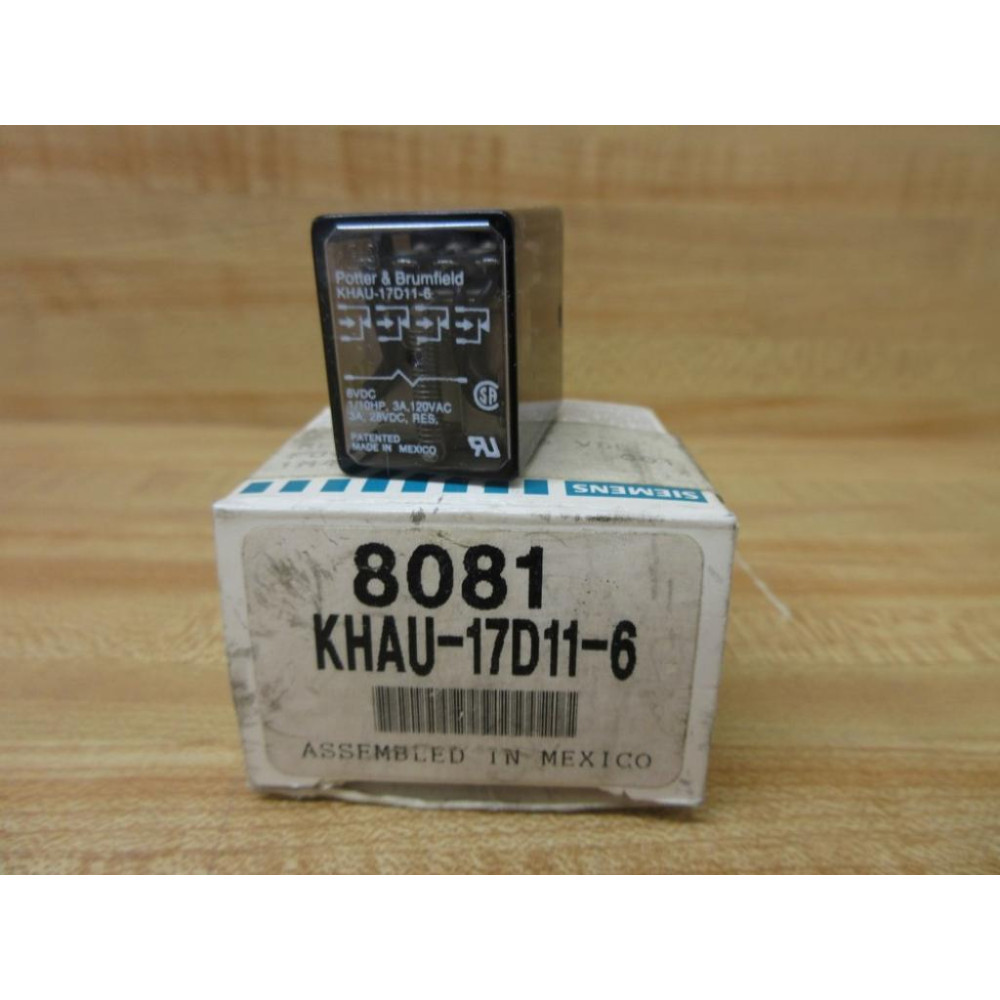 Potter & Brumfield
KHAU-17D11-6
6VDC
1/10HP, 3A, 120VAC
3A, 28VDC, RES.
PATENTED
MADE IN MEXICO
SIEMENS
8081
KHAU-17D11-6
ASSEMBLED IN MEXICO